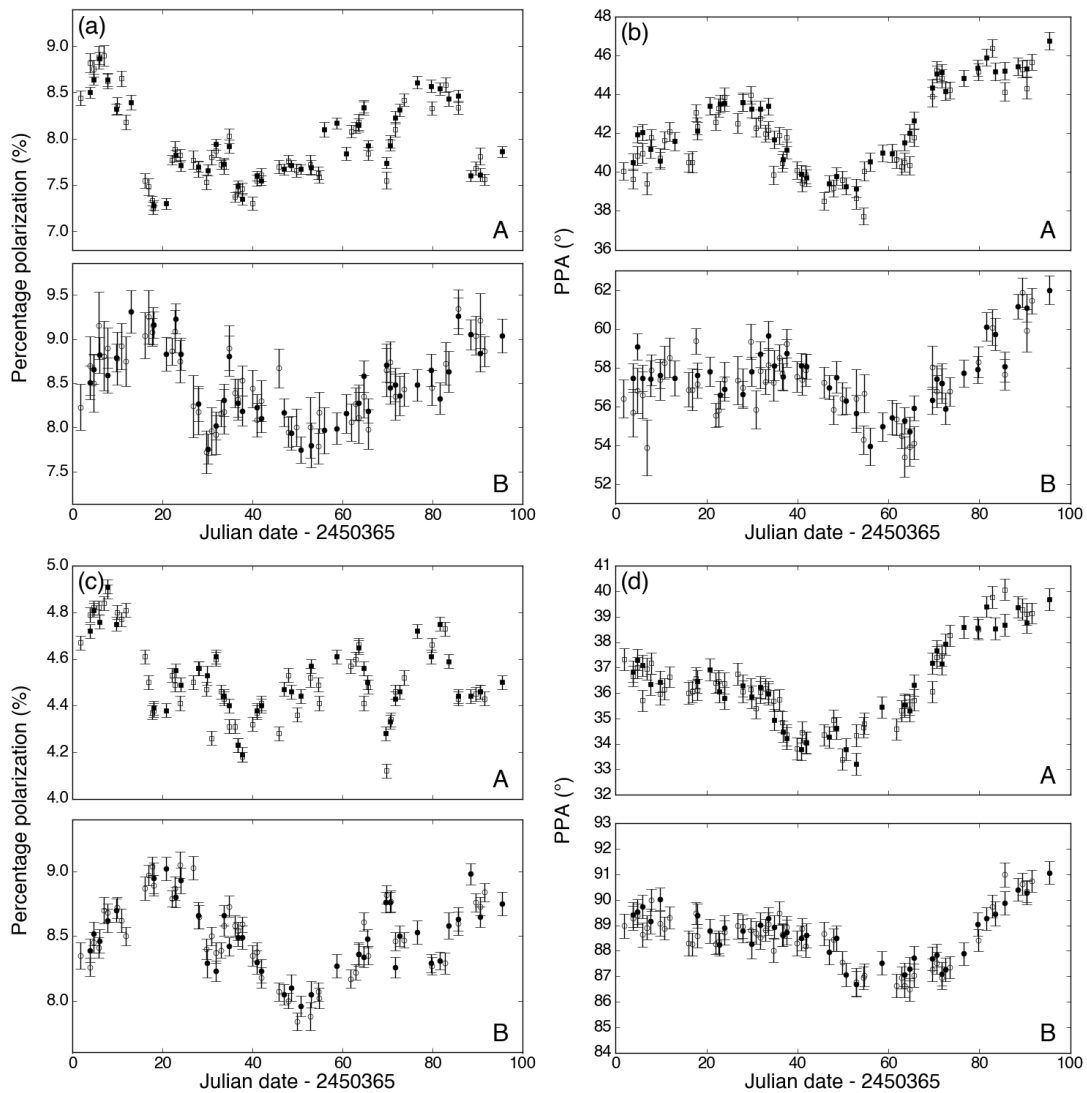 (a)
Percentage polarization (%)
9.0
8.5
8.0
7.5
7.0
A
9.5
9.0
8.5
8.0
7.5
B
0 20 40 60 80 100
Julian date - 2450365
(b)
PPA (°)
48
46
44
42
40
38
36
A
62
60
58
56
54
52
B
0 20 40 60 80 100
Julian date - 2450365
(c)
Percentage polarization (%)
5.0
4.8
4.6
4.4
4.2
4.0
A
Percentage polarization (%)
9.0
8.5
8.0
B
0 20 40 60 80 100
Julian date - 2450365
(d)
PPA (°)
41
40
39
38
37
36
35
34
33
32
A
PPA (°)
93
92
91
90
89
88
87
86
85
84
B
0 20 40 60 80 100
Julian date - 2450365